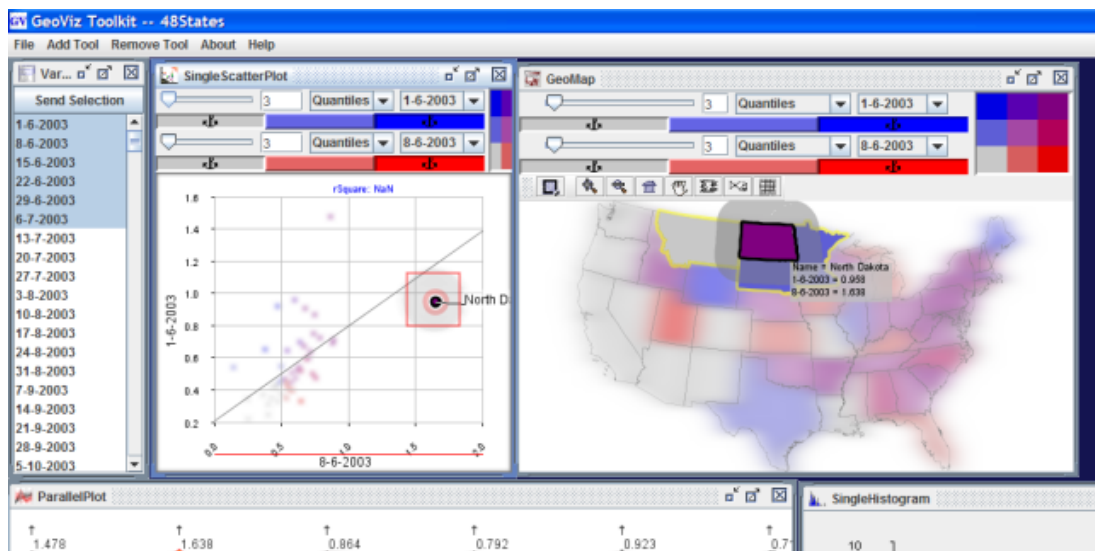 GV GeoViz Toolkit -- 48States
File Add Tool Remove Tool About Help
Var...
Send Selection
1-6-2003
8-6-2003
15-6-2003
22-6-2003
29-6-2003
6-7-2003
13-7-2003
20-7-2003
27-7-2003
3-8-2003
10-8-2003
17-8-2003
24-8-2003
31-8-2003
7-9-2003
14-9-2003
21-9-2003
28-9-2003
5-10-2003
SingleScatterPlot
3 Quantiles 1-6-2003
3 Quantiles 8-6-2003
rSquare: NaN
1.6
1.4
1.2
1.0
0.8
0.6
0.4
0.2
1-6-2003
North D
0.0 0.5 1.0 1.5 2.0
8-6-2003
GeoMap
3 Quantiles 1-6-2003
3 Quantiles 8-6-2003
Name = North Dakota
1-6-2003 = 0.958
8-6-2003 = 1.638
ParallelPlot
1.478 1.638 0.864 0.792 0.923 0.71
SingleHistogram
10